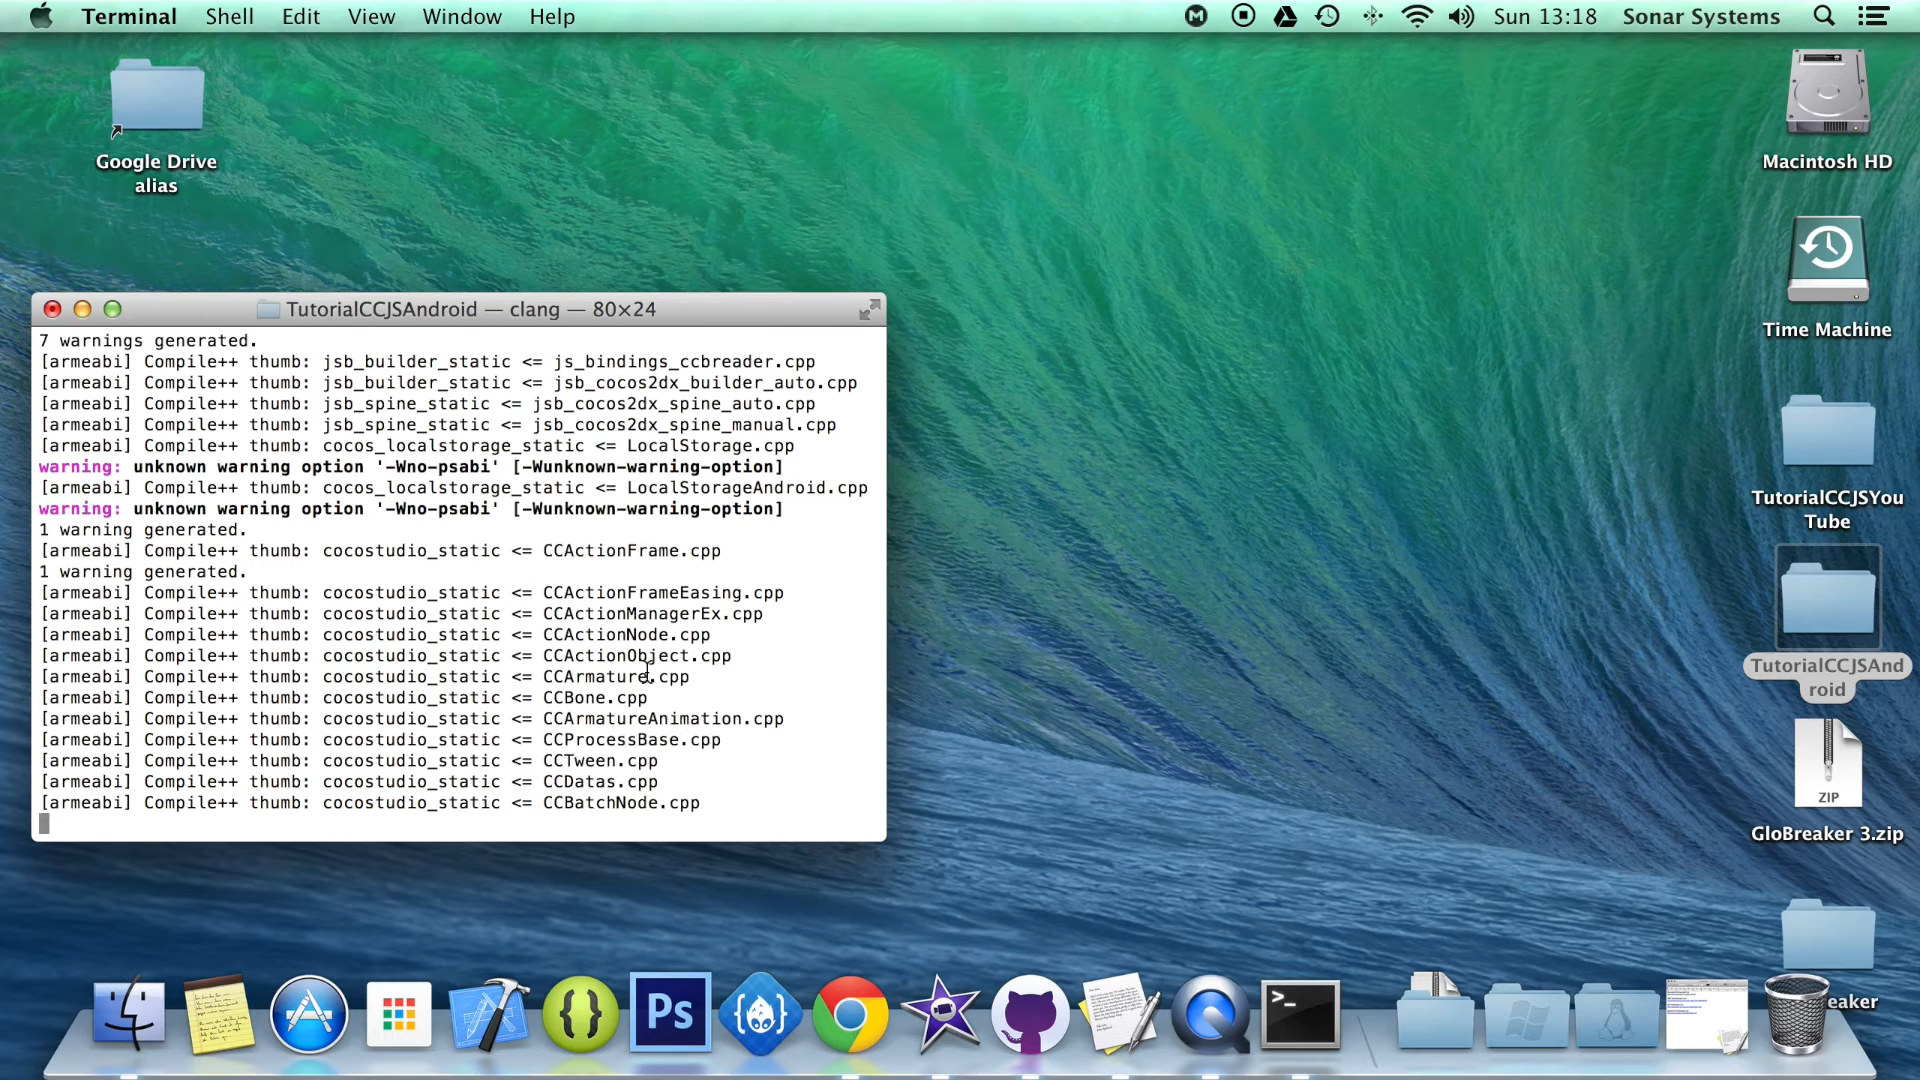 Terminal Shell Edit View Window Help Sun 13:18 Sonar Systems
Google Drive
alias
Macintosh HD
Time Machine
TutorialCCJSYou
Tube
TutorialCCJSAnd
roid
ZIP
GloBreaker 3.zip
eaker
TutorialCCJSAndroid — clang — 80×24
7 warnings generated.
[armeabi] Compile++ thumb: jsb_builder_static <= js_bindings_ccbreader.cpp
[armeabi] Compile++ thumb: jsb_builder_static <= jsb_cocos2dx_builder_auto.cpp
[armeabi] Compile++ thumb: jsb_spine_static <= jsb_cocos2dx_spine_auto.cpp
[armeabi] Compile++ thumb: jsb_spine_static <= jsb_cocos2dx_spine_manual.cpp
[armeabi] Compile++ thumb: cocos_localstorage_static <= LocalStorage.cpp
warning: unknown warning option '-Wno-psabi' [-Wunknown-warning-option]
[armeabi] Compile++ thumb: cocos_localstorage_static <= LocalStorageAndroid.cpp
warning: unknown warning option '-Wno-psabi' [-Wunknown-warning-option]
1 warning generated.
[armeabi] Compile++ thumb: cocostudio_static <= CCActionFrame.cpp
1 warning generated.
[armeabi] Compile++ thumb: cocostudio_static <= CCActionFrameEasing.cpp
[armeabi] Compile++ thumb: cocostudio_static <= CCActionManagerEx.cpp
[armeabi] Compile++ thumb: cocostudio_static <= CCActionNode.cpp
[armeabi] Compile++ thumb: cocostudio_static <= CCActionObject.cpp
[armeabi] Compile++ thumb: cocostudio_static <= CCArmature.cpp
[armeabi] Compile++ thumb: cocostudio_static <= CCBone.cpp
[armeabi] Compile++ thumb: cocostudio_static <= CCArmatureAnimation.cpp
[armeabi] Compile++ thumb: cocostudio_static <= CCProcessBase.cpp
[armeabi] Compile++ thumb: cocostudio_static <= CCTween.cpp
[armeabi] Compile++ thumb: cocostudio_static <= CCDatas.cpp
[armeabi] Compile++ thumb: cocostudio_static <= CCBatchNode.cpp
Ps